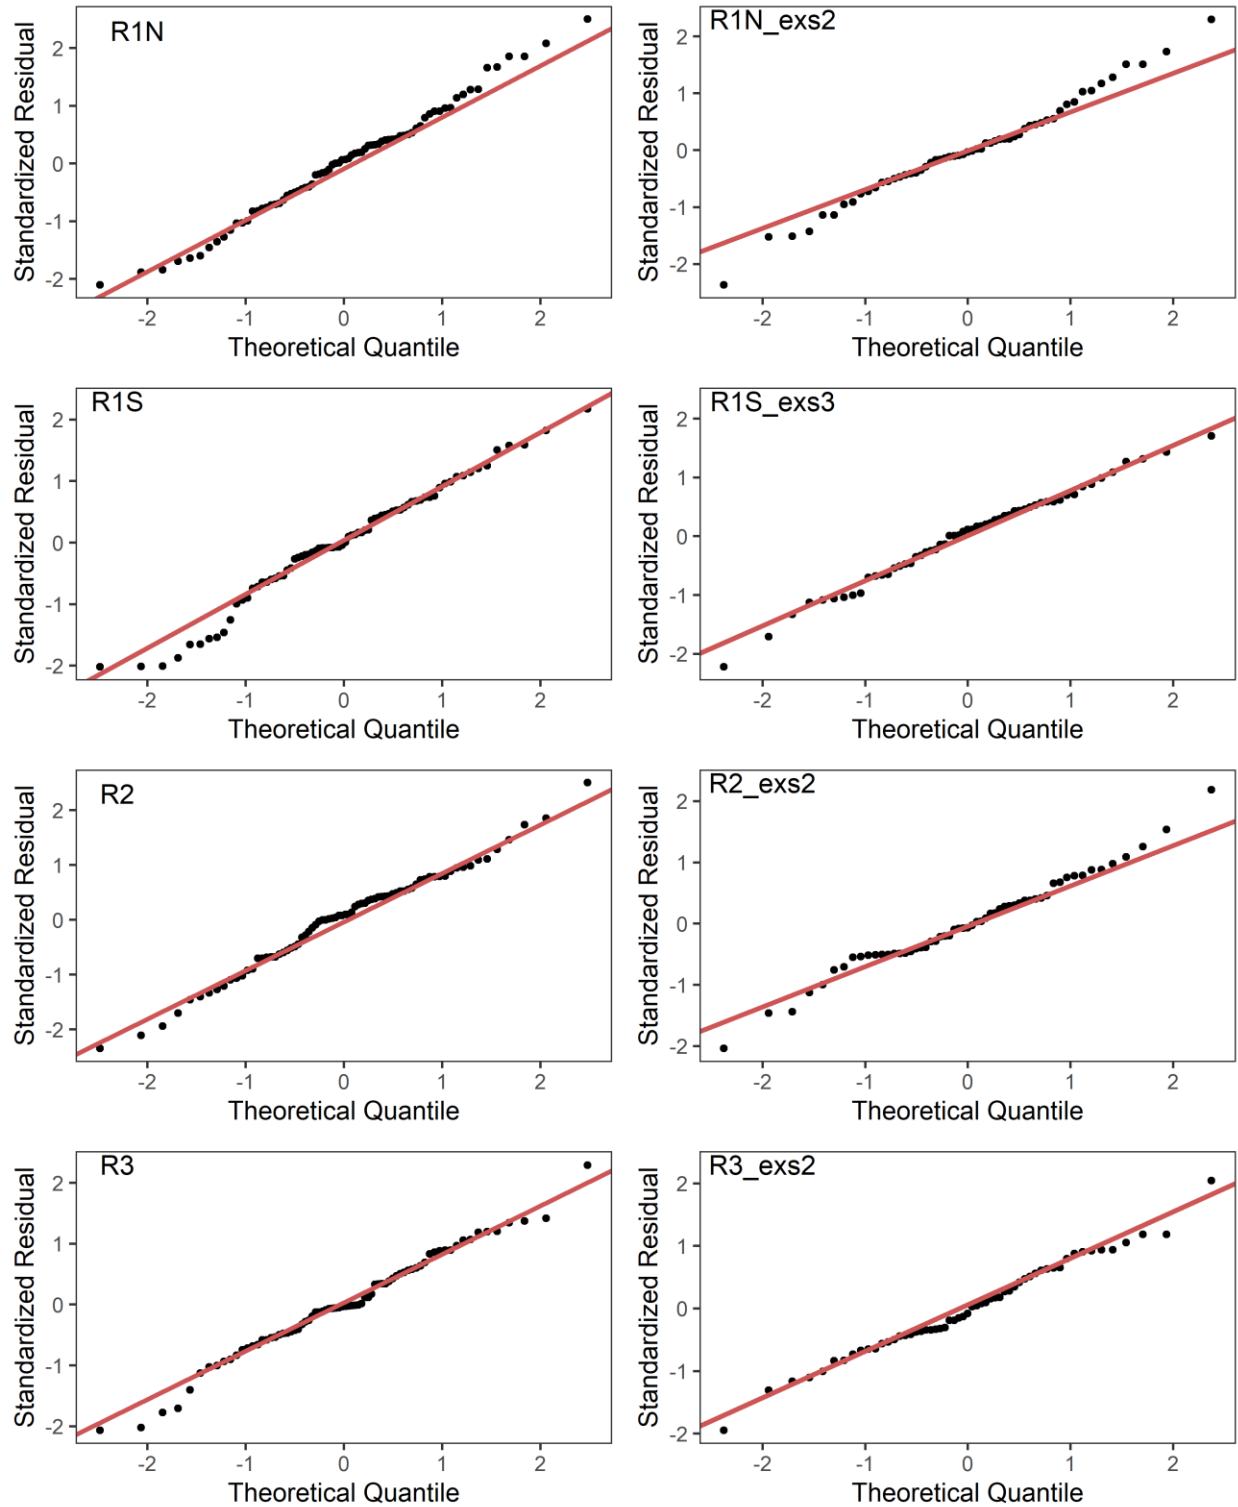 R1N
Standardized Residual
2
1
0
-1
-2
-2 -1 0 1 2
Theoretical Quantile
R1N_exs2
Standardized Residual
2
1
0
-1
-2
-2 -1 0 1 2
Theoretical Quantile
R1S
Standardized Residual
2
1
0
-1
-2
-2 -1 0 1 2
Theoretical Quantile
R1S_exs3
Standardized Residual
2
1
0
-1
-2
-2 -1 0 1 2
Theoretical Quantile
R2
Standardized Residual
2
1
0
-1
-2
-2 -1 0 1 2
Theoretical Quantile
R2_exs2
Standardized Residual
2
1
0
-1
-2
-2 -1 0 1 2
Theoretical Quantile
R3
Standardized Residual
2
1
0
-1
-2
-2 -1 0 1 2
Theoretical Quantile
R3_exs2
Standardized Residual
2
1
0
-1
-2
-2 -1 0 1 2
Theoretical Quantile